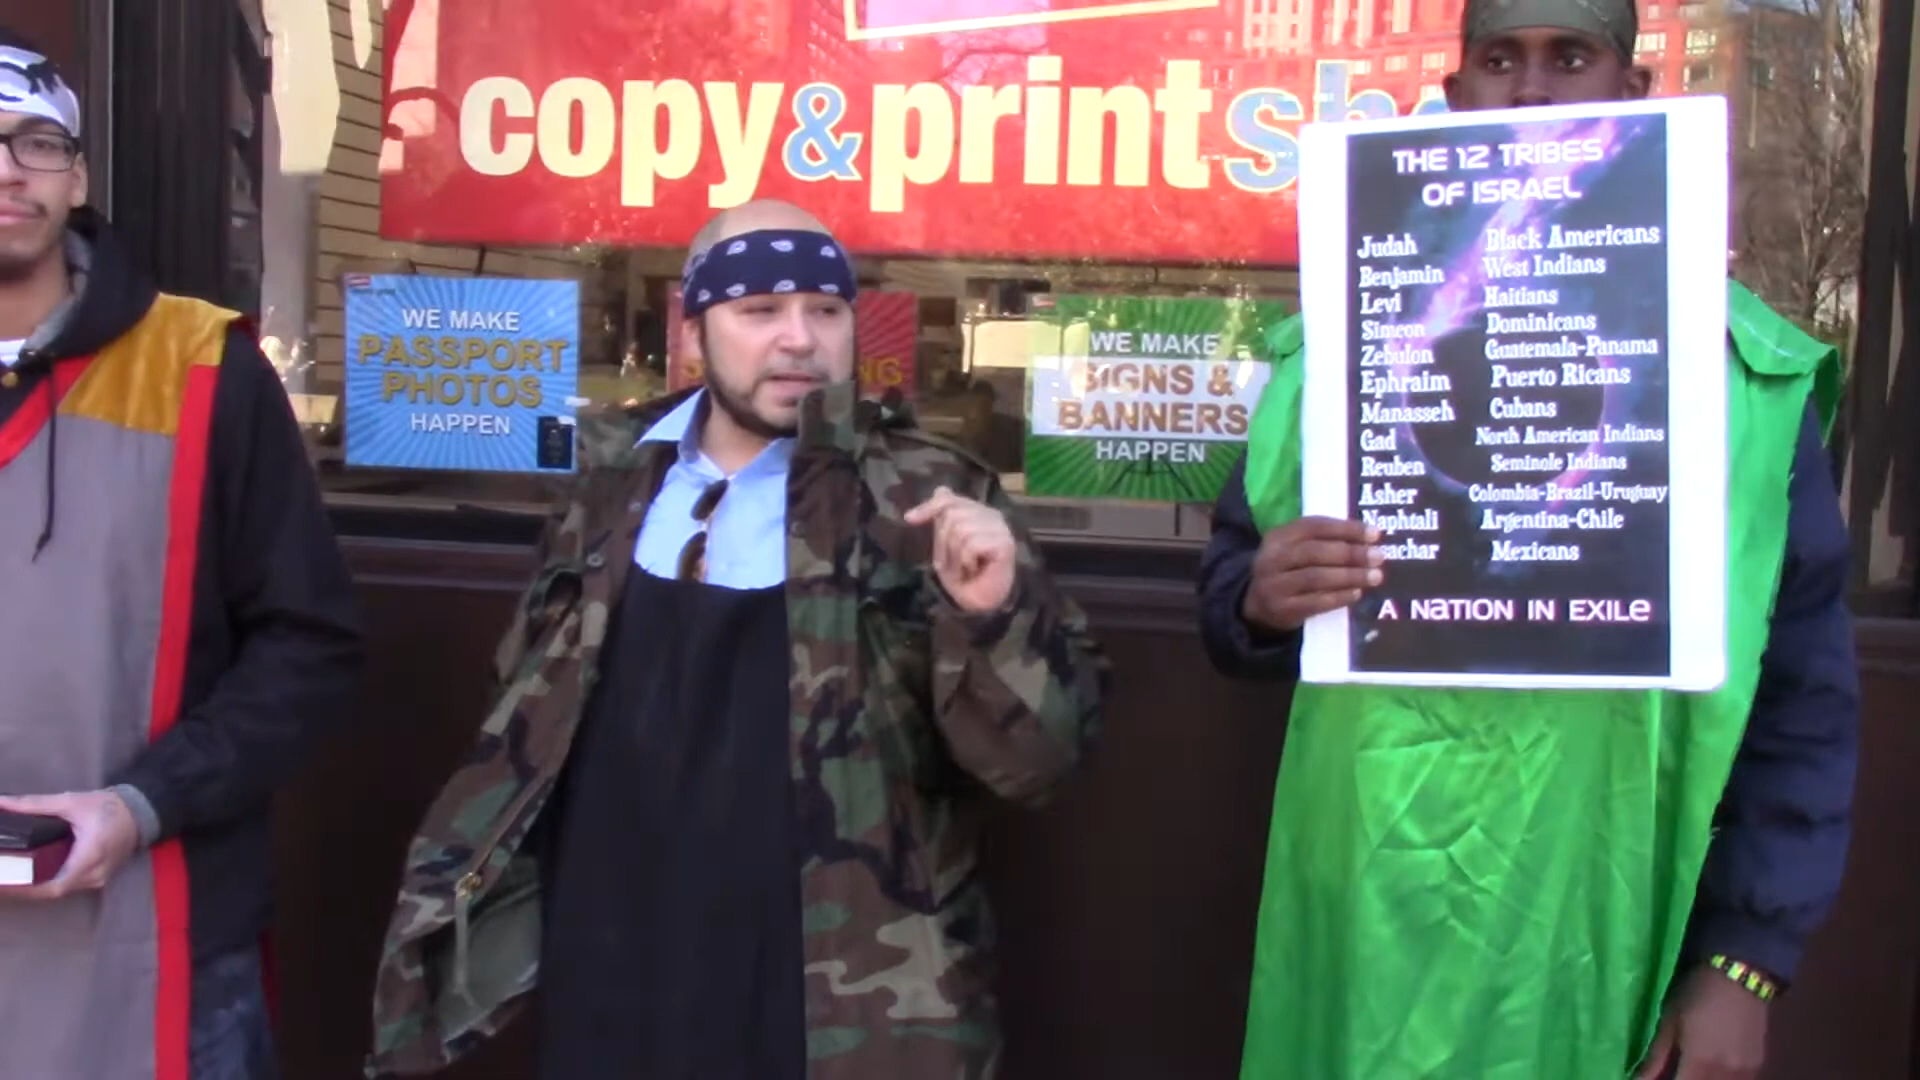 copy&print
WE MAKE
PASSPORT
PHOTOS
HAPPEN
WE MAKE
SIGNS &
BANNERS
HAPPEN
THE 12 TRIBES
OF ISRAEL
Judah Black Americans
Benjamin West Indians
Levi Haitians
Simeon Dominicans
Zebulon Guatemala-Panama
Ephraim Puerto Ricans
Manasseh Cubans
Gad North American Indians
Reuben Seminole Indians
Asher Colombia-Brazil-Uruguay
Naphtali Argentina-Chile
sachar Mexicans
A NATION IN EXILE